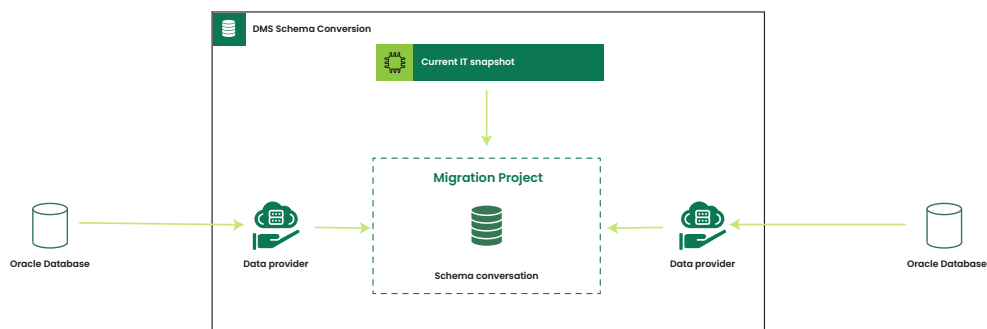 DMS Schema Conversion
Current IT snapshot
Migration Project
Schema conversation
Oracle Database
Data provider
Data provider
Oracle Database